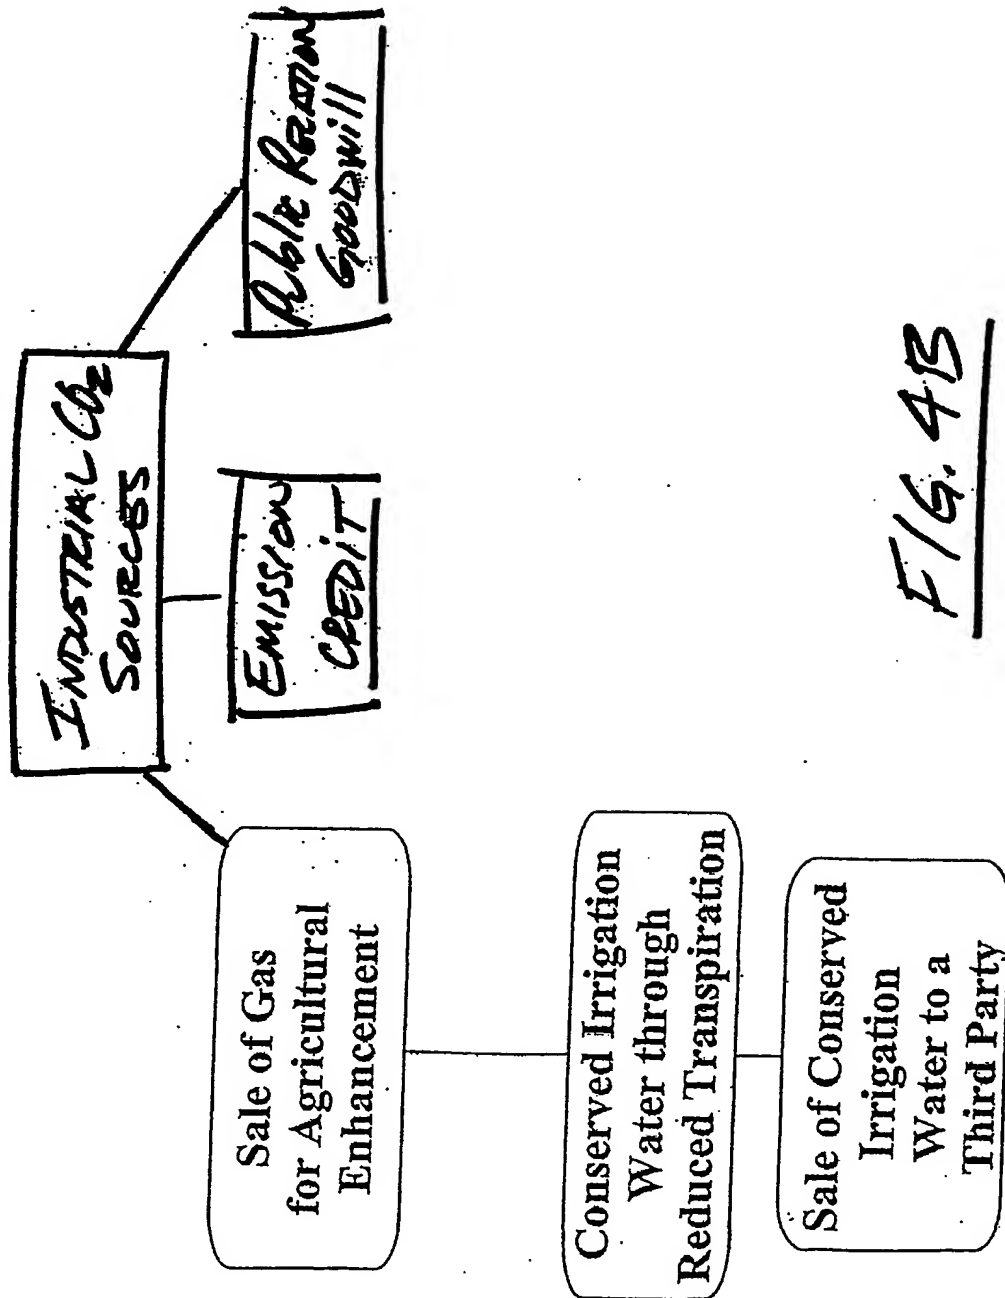 INDUSTRIAL CO2
SOURCES
Sale of Gas
for Agricultural
Enhancement
EMISSION
CREDIT
Public RELATION
GOODWill
Conserved Irrigation
Water through
Reduced Transpiration
Sale of Conserved
Irrigation
Water to a
Third Party
FIG. 4B